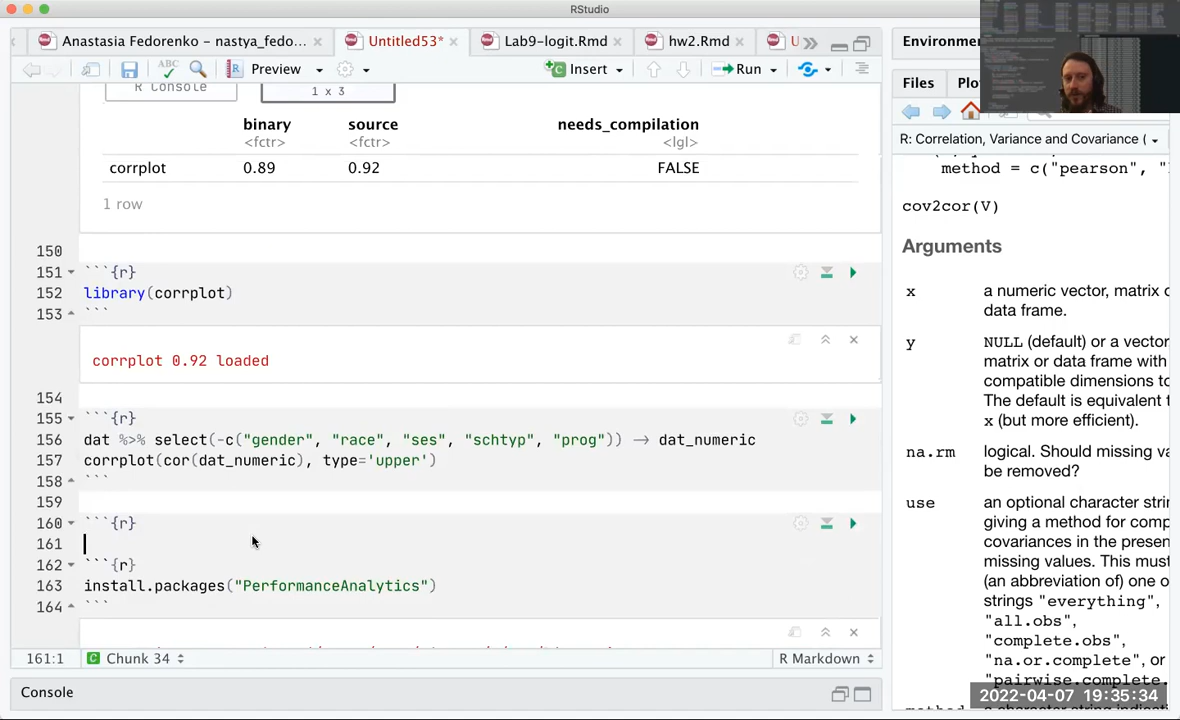 RStudio
Anastasia Fedorenko – nastya_fedo...
Untitled53*
Lab9-logit.Rmd
hw2.Rmd
U
Environmen
ABC
Preview
Insert
Run
Files
Plo
R Console
1 x 3
R: Correlation, Variance and Covariance (
binary
source
needs_compilation
<fctr>
<fctr>
<lgl>
corrplot
0.89
0.92
FALSE
1 row
150
151 ```{r}
152 library(corrplot)
153 ```
corrplot 0.92 loaded
154
155 ```{r}
156 dat %>% select(-c("gender", "race", "ses", "schtyp", "prog")) -> dat_numeric
157 corrplot(cor(dat_numeric), type='upper')
158 ```
159
160 ```{r}
161
162 ```{r}
163 install.packages("PerformanceAnalytics")
164 ```
161:1
Chunk 34
R Markdown
Console
method = c("pearson", "
cov2cor(V)
Arguments
x
a numeric vector, matrix o
data frame.
y
NULL (default) or a vector
matrix or data frame with
compatible dimensions to
The default is equivalent t
x (but more efficient).
na.rm
logical. Should missing va
be removed?
use
an optional character strin
giving a method for comp
covariances in the presen
missing values. This must
(an abbreviation of) one o
strings "everything",
"all.obs",
"complete.obs",
"na.or.complete", or
"pairwise.complete.
2022-04-07 19:35:34